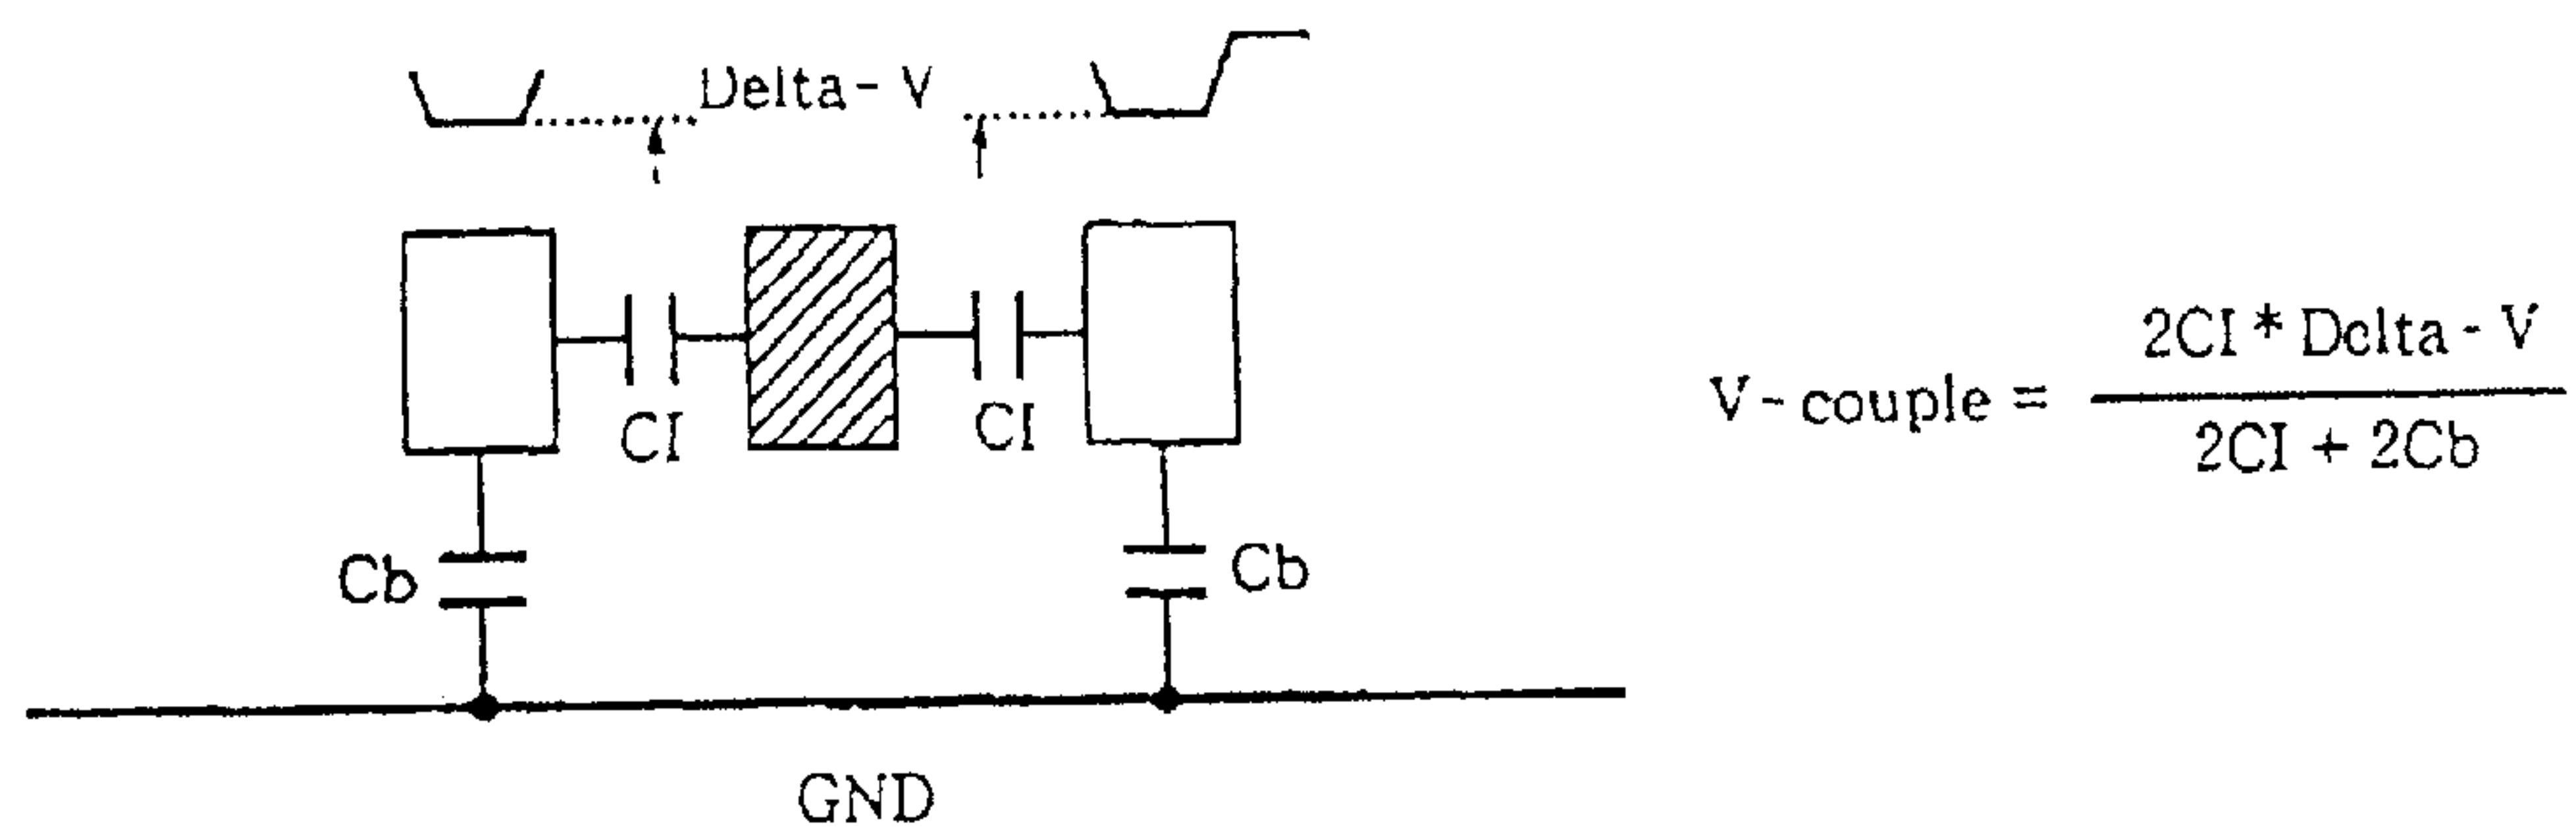 Delta - V
CI
CI
V - couple = 2CI * Delta - V
2CI + 2Cb
Cb
Cb
GND